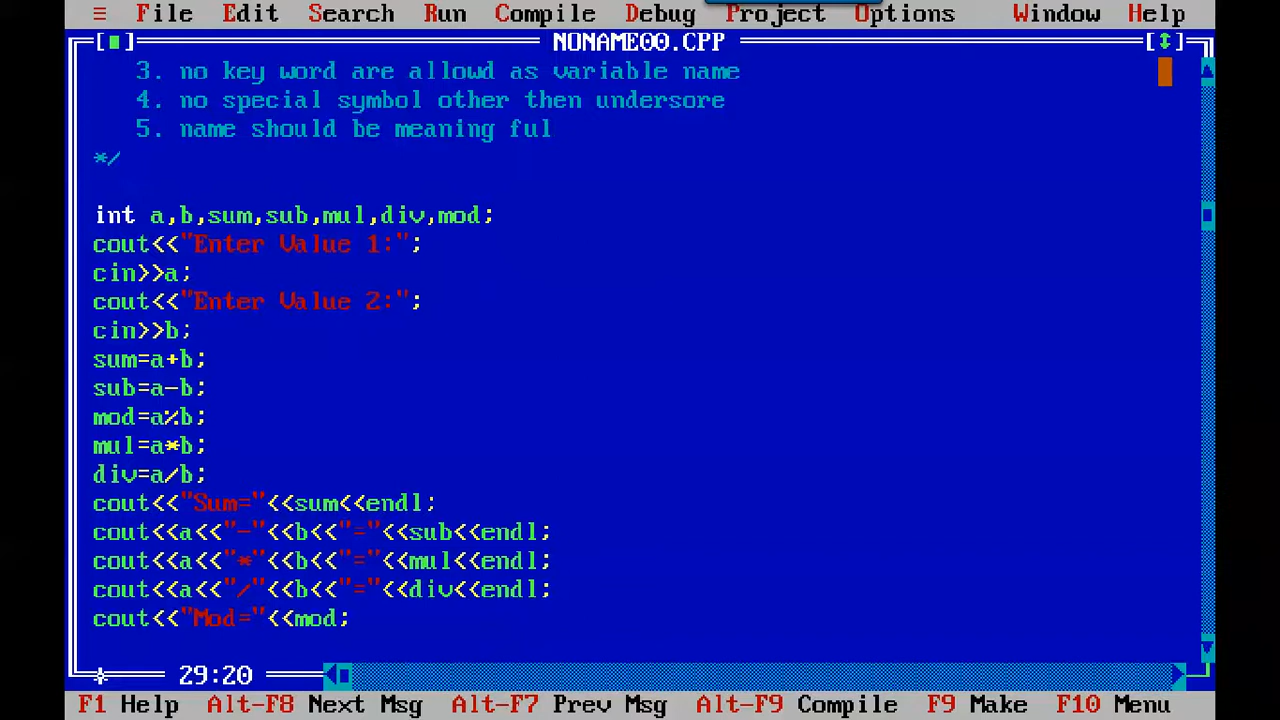 ≡ File Edit Search Run Compile Debug Project Options Window Help
[■] NONAME00.CPP [↕]
3. no key word are allowd as variable name
4. no special symbol other then undersore
5. name should be meaning ful
*/
int a,b,sum,sub,mul,div,mod;
cout<<"Enter Value 1:";
cin>>a;
cout<<"Enter Value 2:";
cin>>b;
sum=a+b;
sub=a-b;
mod=a%b;
mul=a*b;
div=a/b;
cout<<"Sum="<<sum<<endl;
cout<<a<<"-"<<b<<"="<<sub<<endl;
cout<<a<<"*"<<b<<"="<<mul<<endl;
cout<<a<<"/"<<b<<"="<<div<<endl;
cout<<"Mod="<<mod;
29:20
F1 Help Alt-F8 Next Msg Alt-F7 Prev Msg Alt-F9 Compile F9 Make F10 Menu